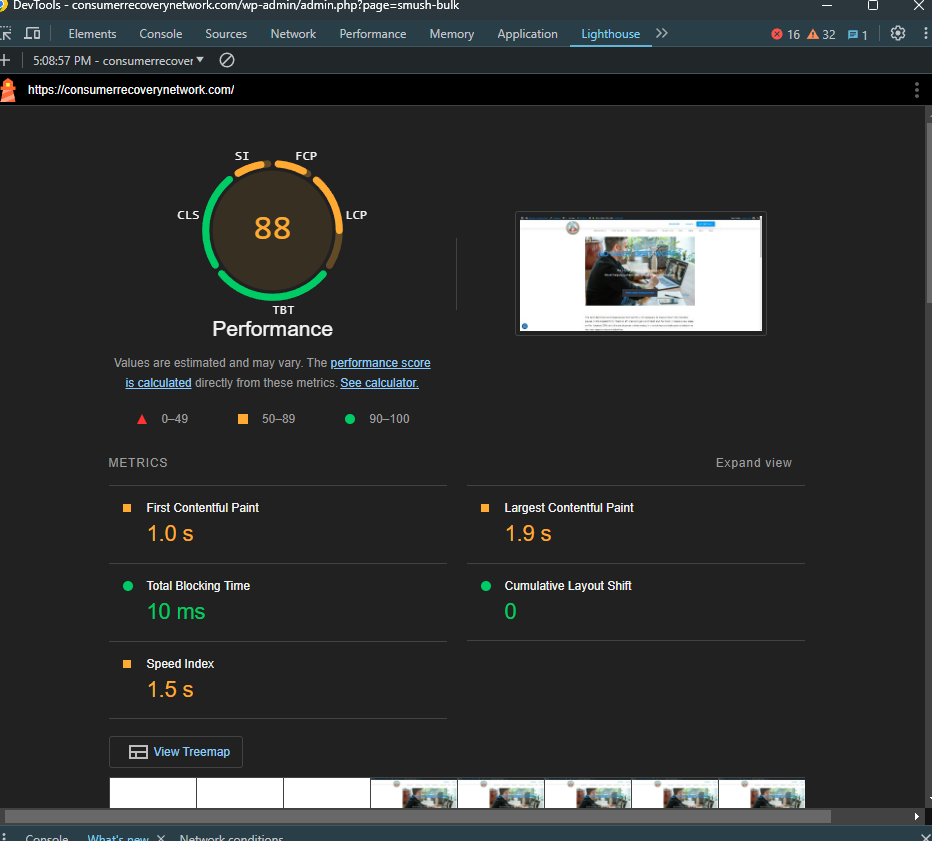 DevTools - consumerrecoverynetwork.com/wp-admin/admin.php?page=smush-bulk
Elements Console Sources Network Performance Memory Application Lighthouse 16 32 1
5:08:57 PM - consumerrecover
https://consumerrecoverynetwork.com/
SI FCP
CLS LCP
88
TBT
Performance
Values are estimated and may vary. The performance score
is calculated directly from these metrics. See calculator.
0–49 50–89 90–100
METRICS Expand view
First Contentful Paint Largest Contentful Paint
1.0 s 1.9 s
Total Blocking Time Cumulative Layout Shift
10 ms 0
Speed Index
1.5 s
View Treemap
Console What's new Network conditions